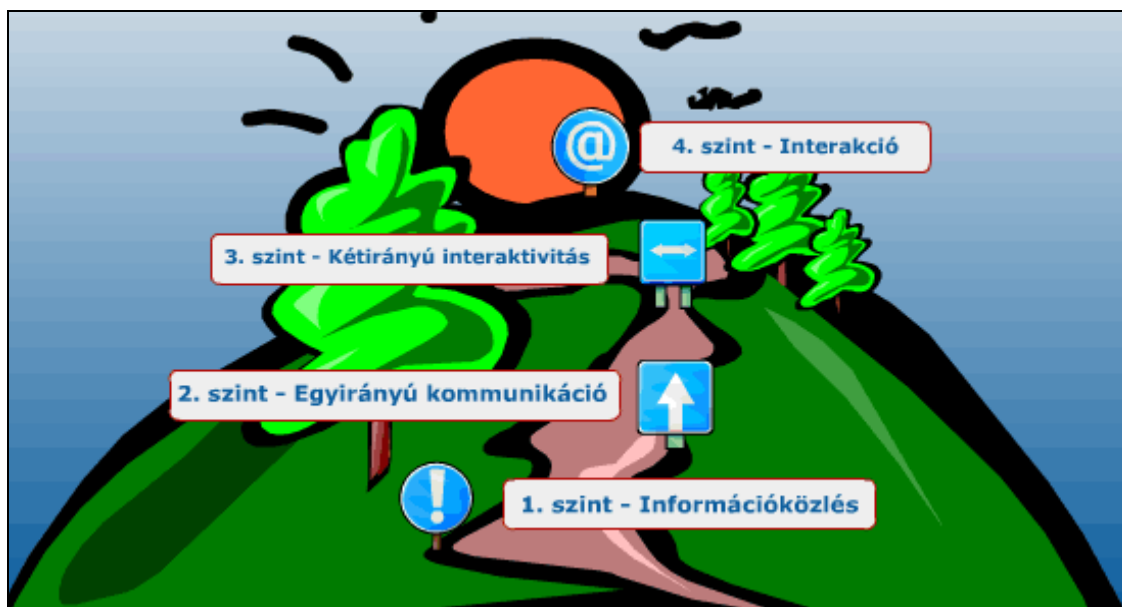 @
4. szint - Interakció
3. szint - Kétirányú interaktivitás
2. szint - Egyirányú kommunikáció
!
1. szint - Információközlés